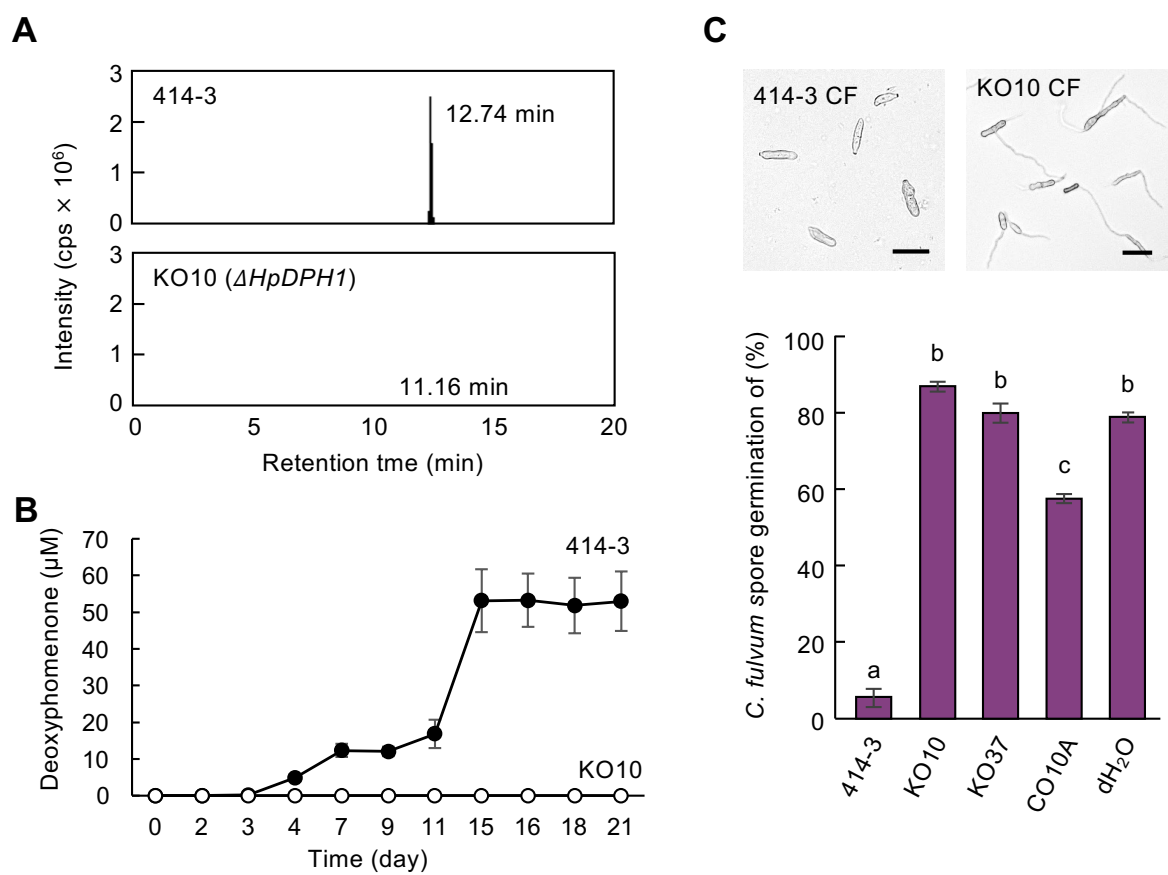 A
3
2
1
0
414-3
12.74 min
3
2
1
0
KO10 (ΔHpDPH1)
11.16 min
Intensity (cps × 10⁶)
0 5 10 15 20
Retention tme (min)
B
70
60
50
40
30
20
10
0
Deoxyphomenone (µM)
414-3
KO10
0 2 3 4 7 9 11 15 16 18 21
Time (day)
C
414-3 CF
KO10 CF
C. fulvum spore germination of (%)
100
80
60
40
20
0
a
b
b
c
b
414-3
KO10
KO37
CO10A
dH₂O